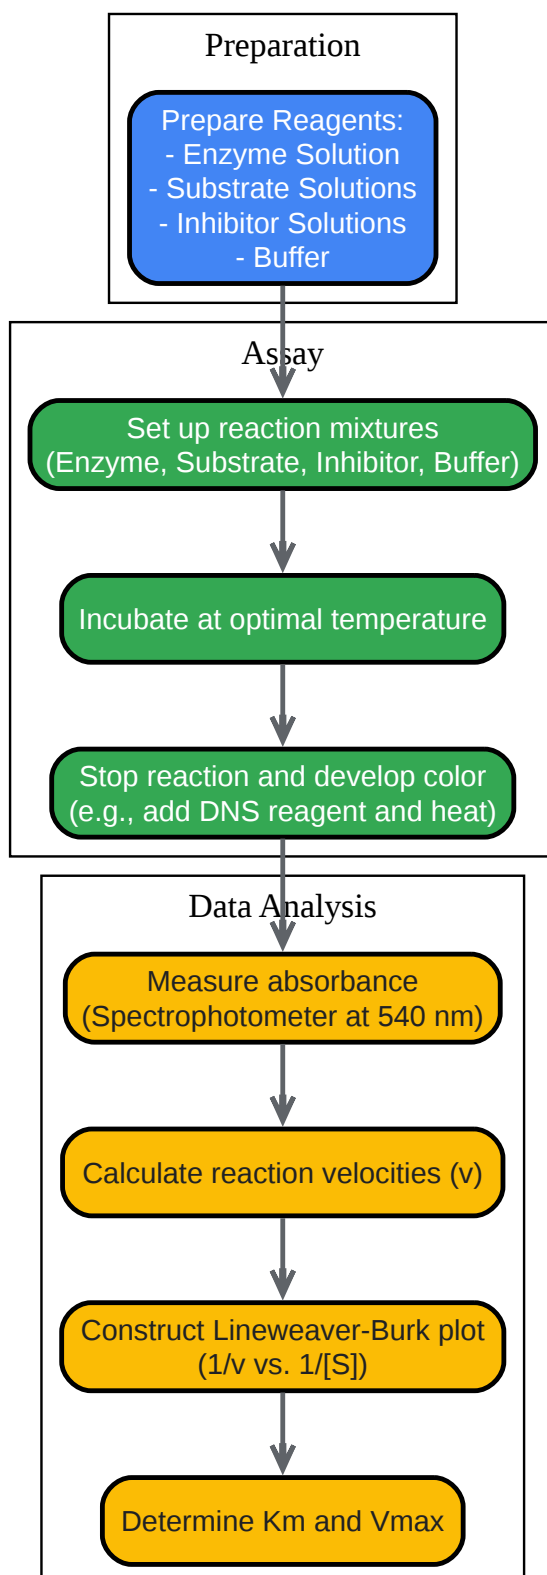 Preparation
Prepare Reagents:
- Enzyme Solution
- Substrate Solutions
- Inhibitor Solutions
- Buffer
Assay
Set up reaction mixtures
(Enzyme, Substrate, Inhibitor, Buffer)
Incubate at optimal temperature
Stop reaction and develop color
(e.g., add DNS reagent and heat)
Data Analysis
Measure absorbance
(Spectrophotometer at 540 nm)
Calculate reaction velocities (v)
Construct Lineweaver-Burk plot
(1/v vs. 1/[S])
Determine Km and Vmax